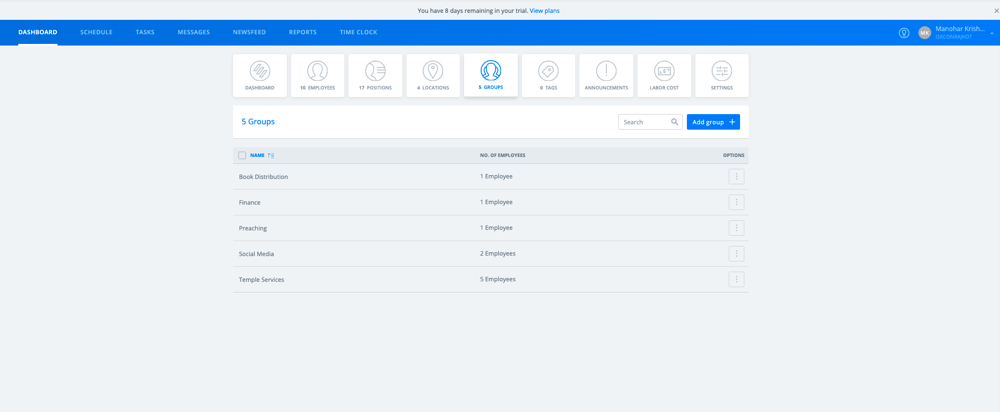 You have 8 days remaining in your trial. View plans
DASHBOARD SCHEDULE TASKS MESSAGES NEWSFEED REPORTS TIME CLOCK
MK Manohar Krish...
ISKCONRAJKOT
DASHBOARD 10 EMPLOYEES 17 POSITIONS 4 LOCATIONS 5 GROUPS 0 TAGS ANNOUNCEMENTS LABOR COST SETTINGS
5 Groups Search Add group +
NAME NO. OF EMPLOYEES OPTIONS
Book Distribution 1 Employee
Finance 1 Employee
Preaching 1 Employee
Social Media 2 Employees
Temple Services 5 Employees